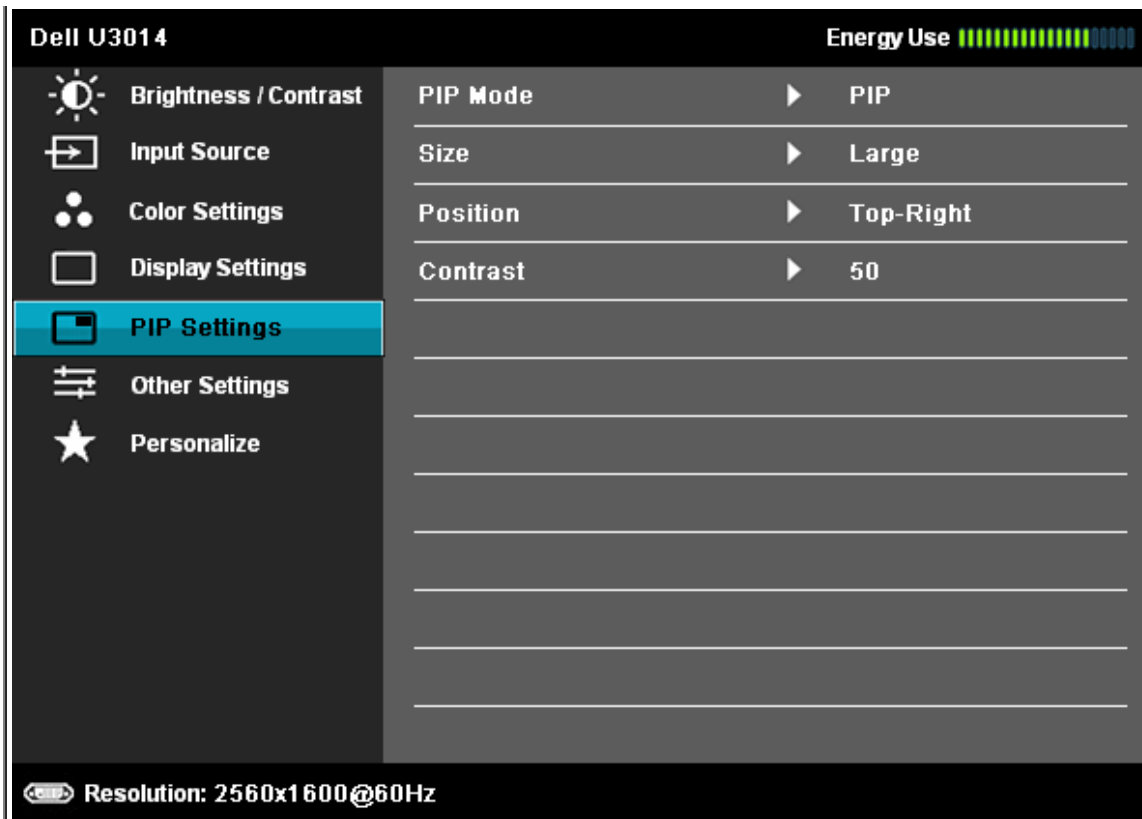 Dell U3014 Energy Use
Brightness / Contrast PIP Mode PIP
Input Source Size Large
Color Settings Position Top-Right
Display Settings Contrast 50
PIP Settings
Other Settings
Personalize
Resolution: 2560x1600@60Hz